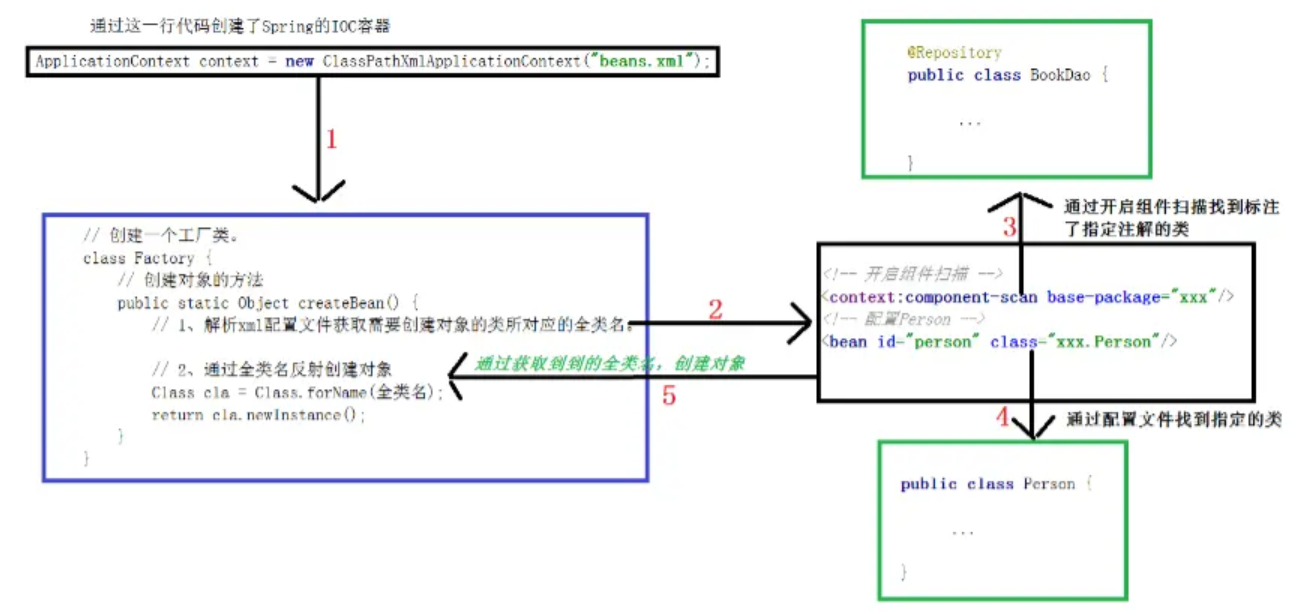 通过这一行代码创建了Spring的IOC容器
ApplicationContext context = new ClassPathXmlApplicationContext("beans.xml");
1
// 创建一个工厂类。
class Factory {
// 创建对象的方法
public static Object createBean() {
// 1、解析xml配置文件获取需要创建对象的类所对应的全类名。
// 2、通过全类名反射创建对象
Class cla = Class.forName(全类名);
return cla.newInstance();
}
}
2
通过获取到到的全类名，创建对象
5
@Repository
public class BookDao {
...
}
3
通过开启组件扫描找到标注
了指定注解的类
<!-- 开启组件扫描 -->
<context:component-scan base-package="xxx"/>
<!-- 配置Person -->
<bean id="person" class="xxx.Person"/>
4
通过配置文件找到指定的类
public class Person {
...
}